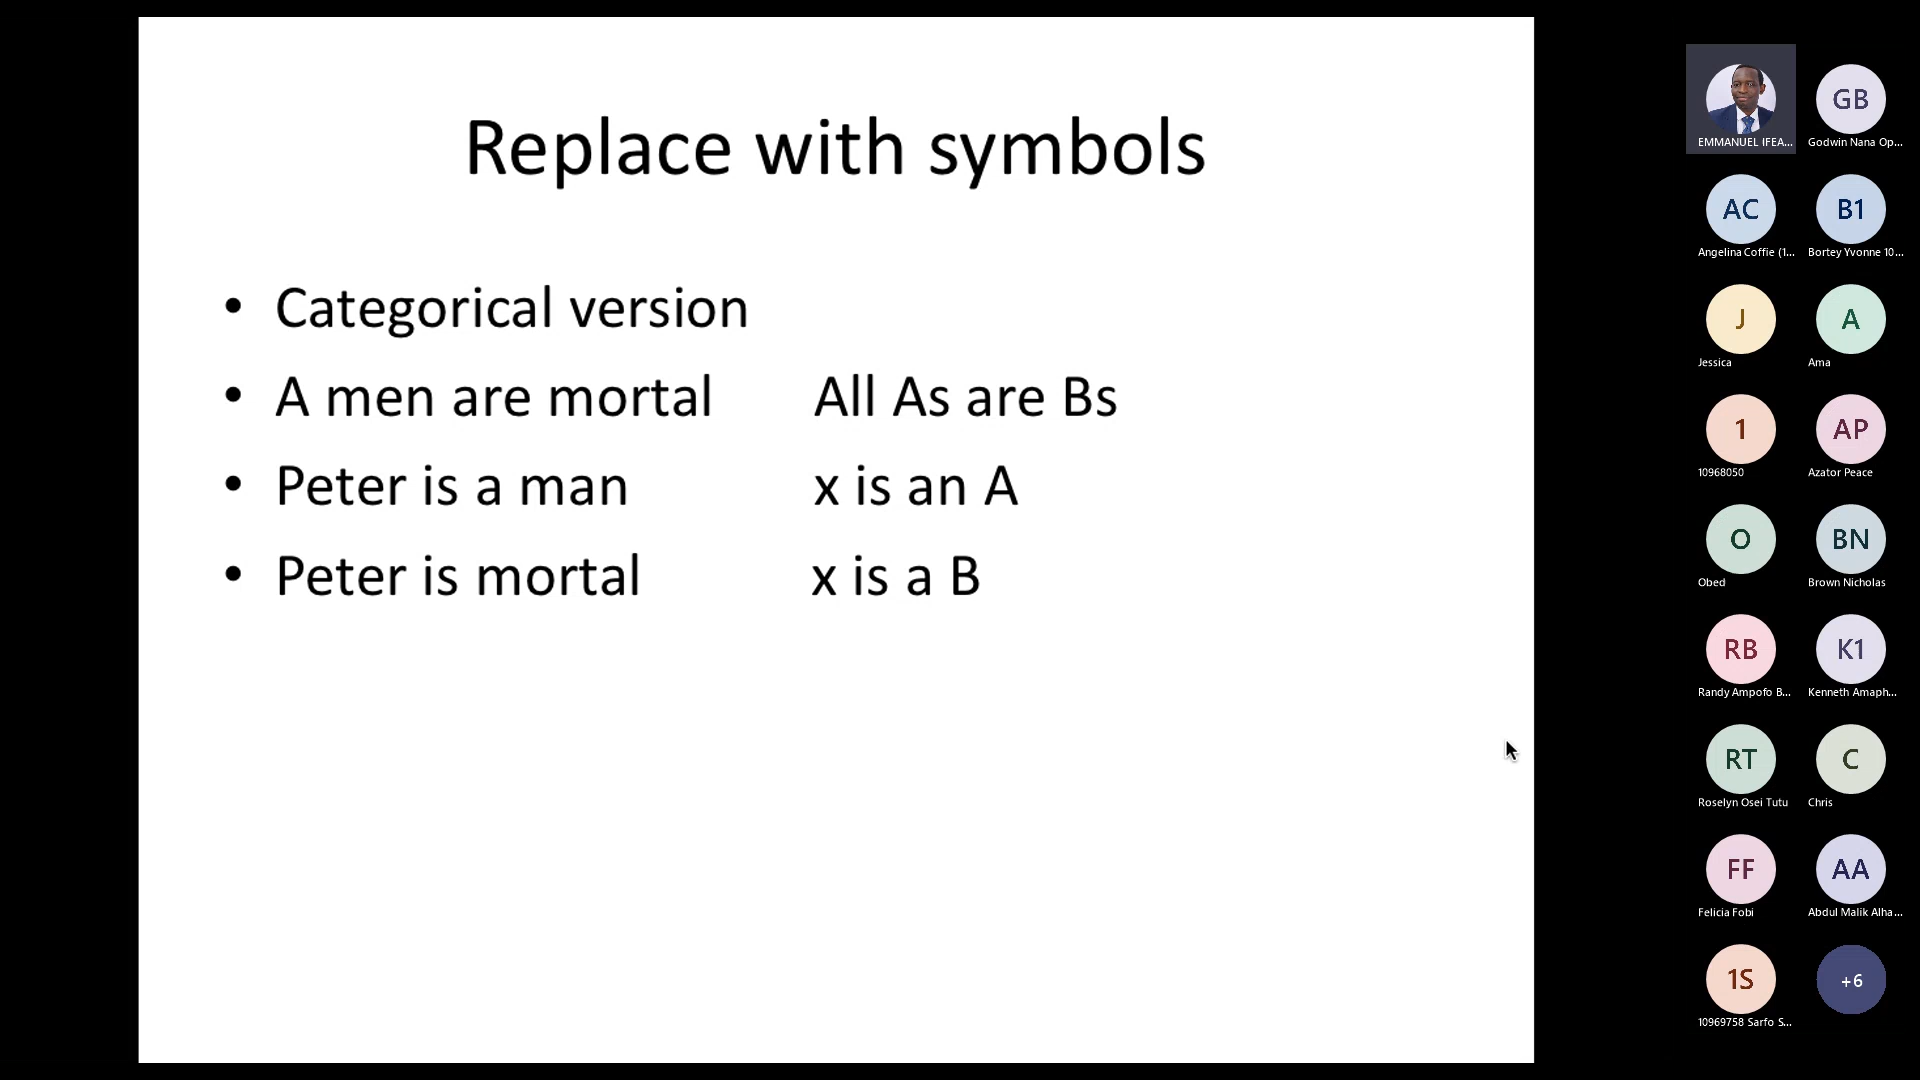 Replace with symbols
• Categorical version
• A men are mortal All As are Bs
• Peter is a man x is an A
• Peter is mortal x is a B
EMMANUEL IFEA...
GB
Godwin Nana Op...
AC
Angelina Coffie (1...
B1
Bortey Yvonne 10...
J
Jessica
A
Ama
1
10968050
AP
Azator Peace
O
Obed
BN
Brown Nicholas
RB
Randy Ampofo B...
K1
Kenneth Amaph...
RT
Roselyn Osei Tutu
C
Chris
FF
Felicia Fobi
AA
Abdul Malik Alha...
1S
10969758 Sarfo S...
+6